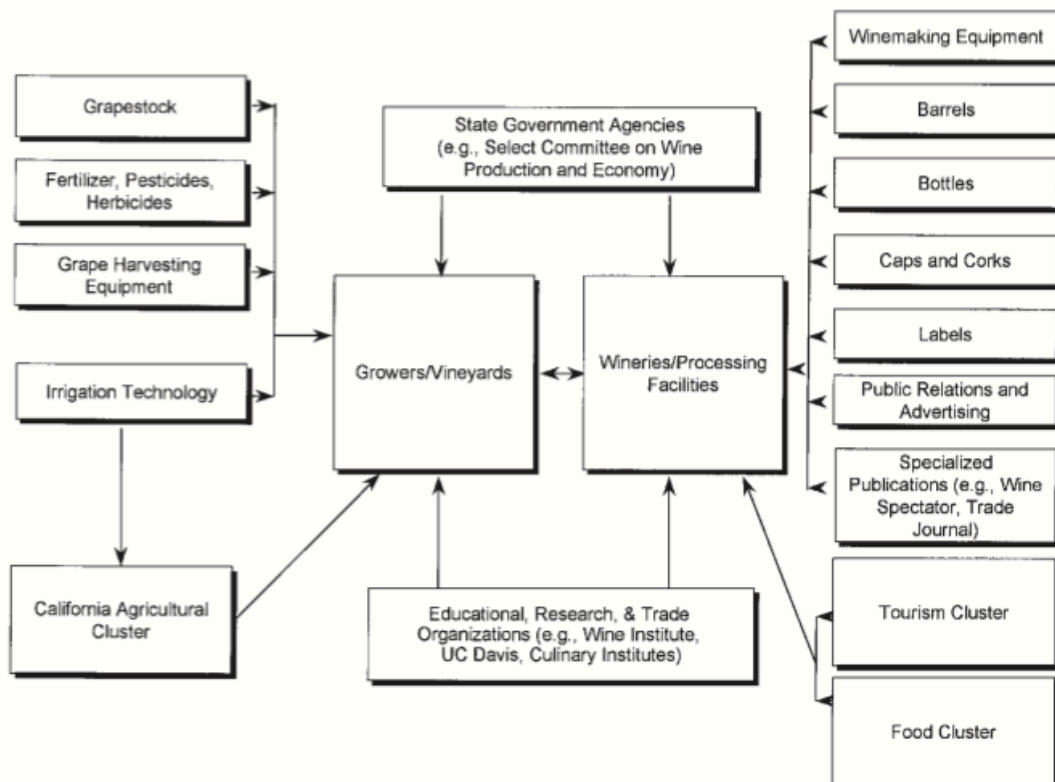 Winemaking Equipment
Grapestock
Barrels
State Government Agencies
(e.g., Select Committee on Wine
Production and Economy)
Fertilizer, Pesticides,
Herbicides
Bottles
Grape Harvesting
Equipment
Caps and Corks
Labels
Growers/Vineyards
Wineries/Processing
Facilities
Irrigation Technology
Public Relations and
Advertising
Specialized
Publications (e.g., Wine
Spectator, Trade
Journal)
California Agricultural
Cluster
Educational, Research, & Trade
Organizations (e.g., Wine Institute,
UC Davis, Culinary Institutes)
Tourism Cluster
Food Cluster